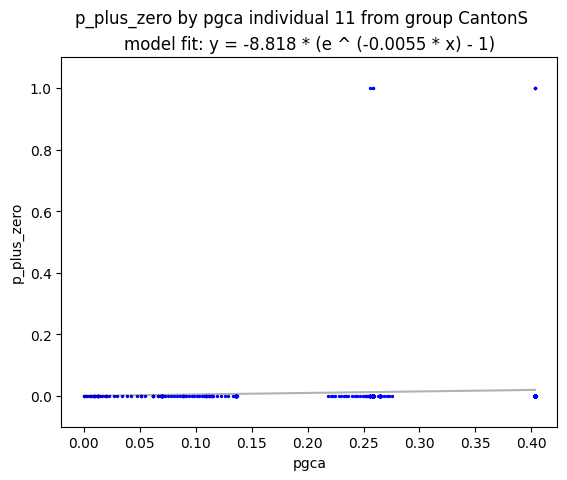 p_plus_zero by pgca individual 11 from group CantonS
model fit: y = -8.818 * (e ^ (-0.0055 * x) - 1)
1.0
0.8
0.6
0.4
0.2
0.0
p_plus_zero
0.00 0.05 0.10 0.15 0.20 0.25 0.30 0.35 0.40
pgca